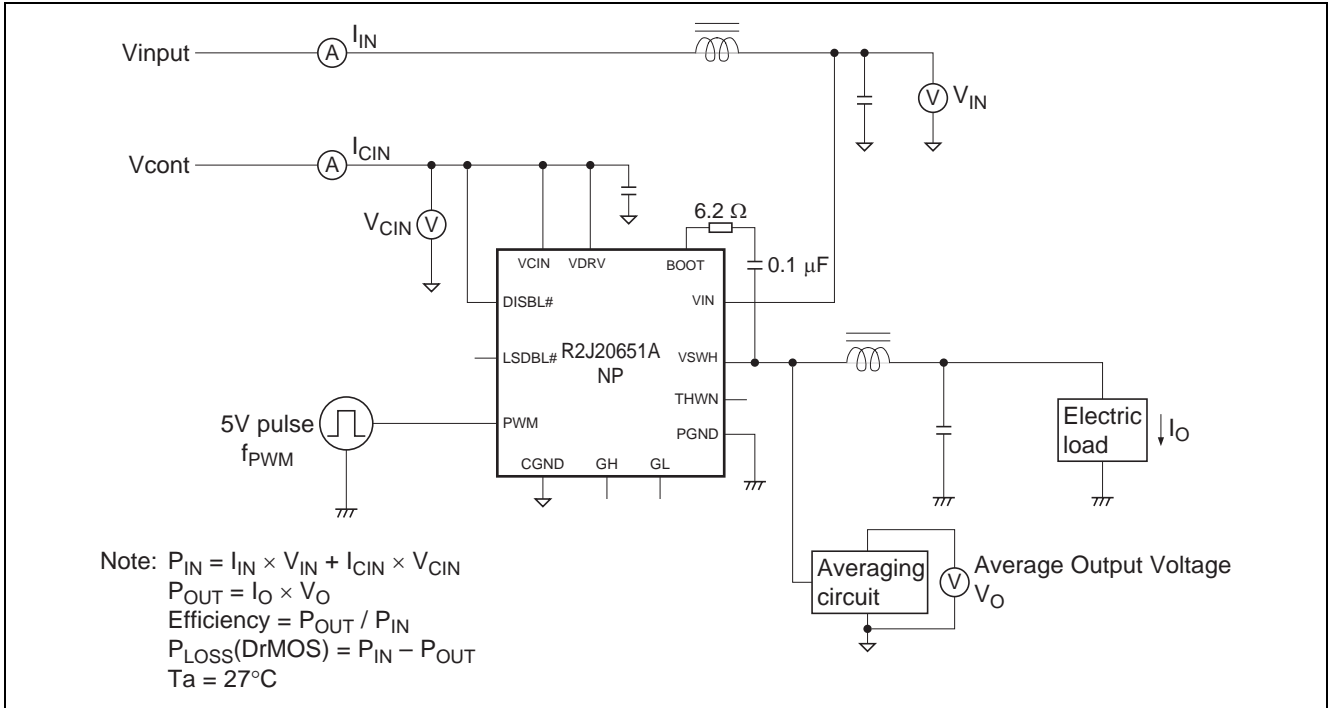 Vinput
A
I_IN
V
V_IN
Vcont
A
I_CIN
V_CIN
V
6.2 Ω
0.1 μF
VCIN
VDRV
BOOT
DISBL#
VIN
LSDBL#
R2J20651A
NP
VSWH
THWN
PWM
PGND
CGND
GH
GL
5V pulse
f_PWM
Electric
load
I_O
Averaging
circuit
V
Average Output Voltage
V_O
Note: P_IN = I_IN × V_IN + I_CIN × V_CIN
P_OUT = I_O × V_O
Efficiency = P_OUT / P_IN
P_LOSS(DrMOS) = P_IN – P_OUT
Ta = 27°C